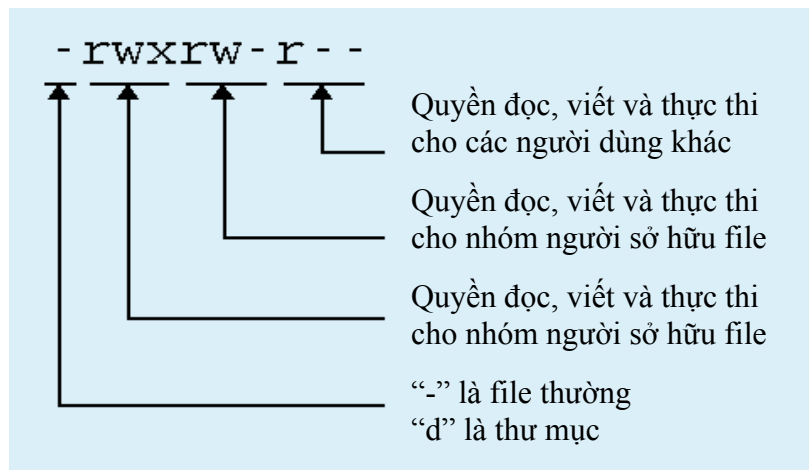 -rwxrw-r--
Quyền đọc, viết và thực thi
cho các người dùng khác
Quyền đọc, viết và thực thi
cho nhóm người sở hữu file
Quyền đọc, viết và thực thi
cho nhóm người sở hữu file
“-” là file thường
“d” là thư mục